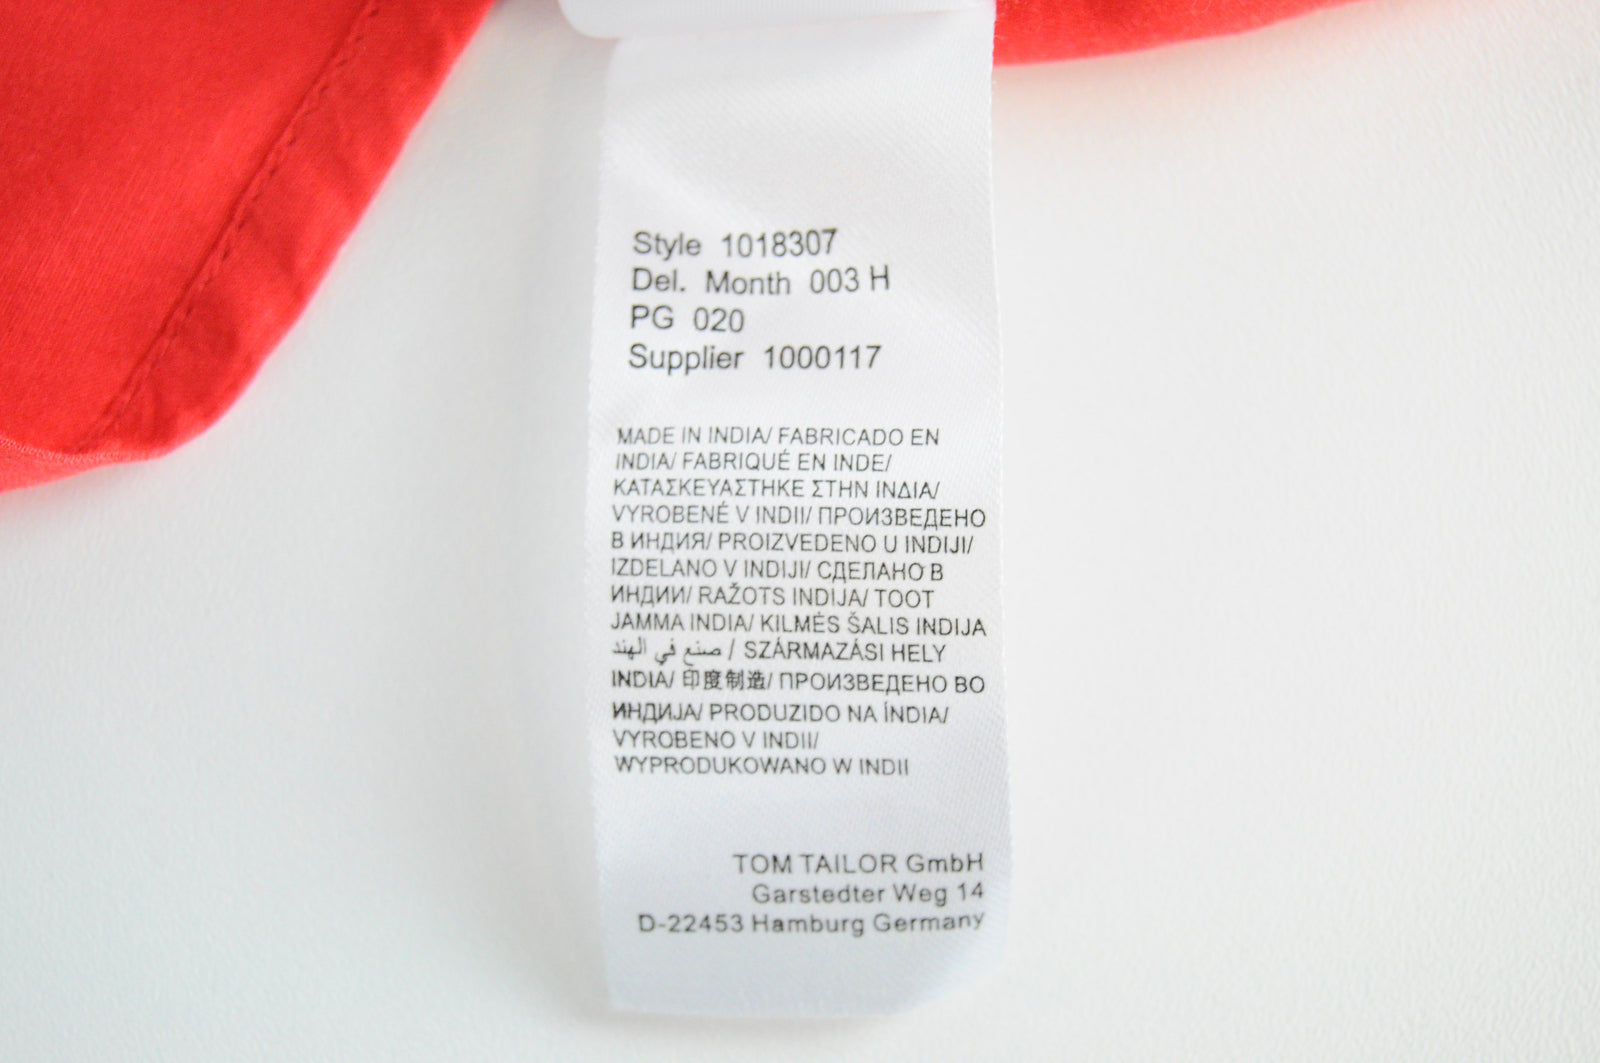 Style 1018307
Del. Month 003 H
PG 020
Supplier 1000117
MADE IN INDIA/ FABRICADO EN
INDIA/ FABRIQUÉ EN INDE/
ΚΑΤΑΣΚΕΥΑΣΤΗΚΕ ΣΤΗΝ ΙΝΔΙΑ/
VYROBENÉ V INDII/ ПРОИЗВЕДЕНО
В ИНДИЯ/ PROIZVEDENO U INDIJI/
IZDELANO V INDIJI/ СДЕЛАНО В
ИНДИИ/ RAŽOTS INDIJA/ TOOT
JAMMA INDIA/ KILMĖS ŠALIS INDIJA
صنع في الهند / SZÁRMAZÁSI HELY
INDIA/ 印度制造/ ПРОИЗВЕДЕНО ВО
ИНДИЈА/ PRODUZIDO NA ÍNDIA/
VYROBENO V INDII/
WYPRODUKOWANO W INDII
TOM TAILOR GmbH
Garstedter Weg 14
D-22453 Hamburg Germany